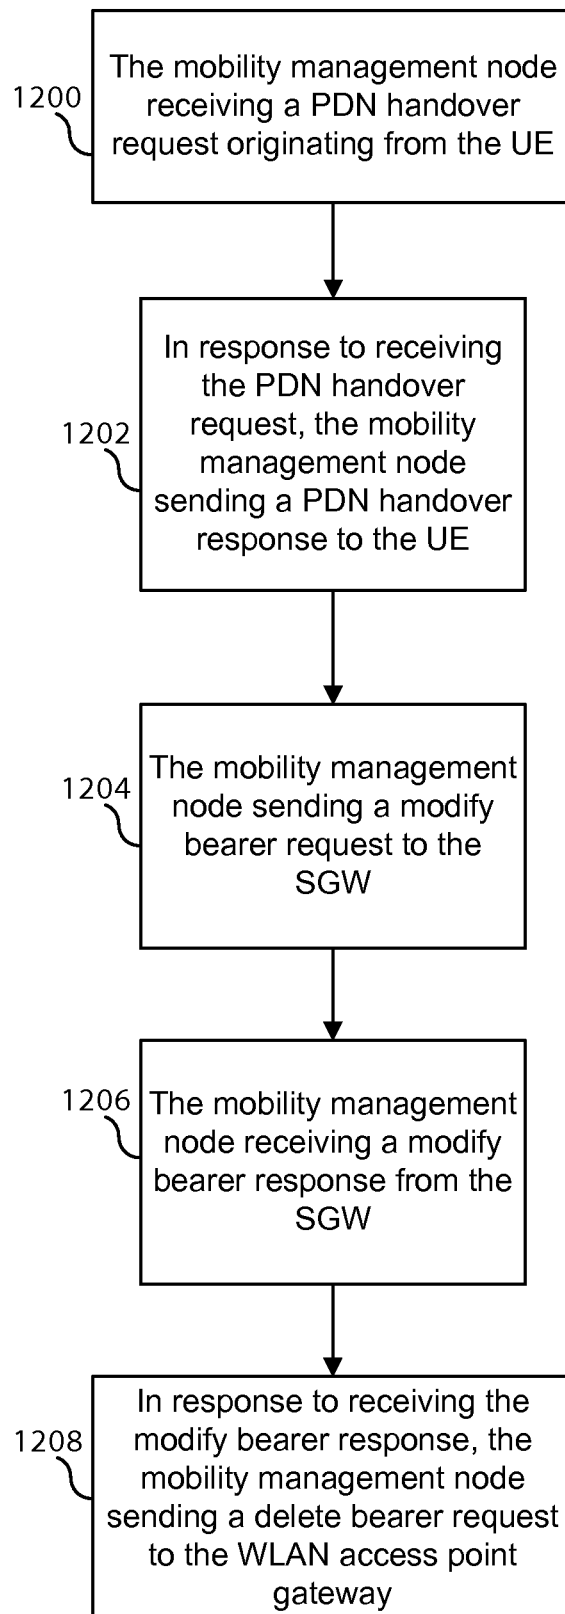 1200
The mobility management node
receiving a PDN handover
request originating from the UE
1202
In response to receiving
the PDN handover
request, the mobility
management node
sending a PDN handover
response to the UE
1204
The mobility management
node sending a modify
bearer request to the
SGW
1206
The mobility management
node receiving a modify
bearer response from the
SGW
1208
In response to receiving the
modify bearer response, the
mobility management node
sending a delete bearer request
to the WLAN access point
gateway